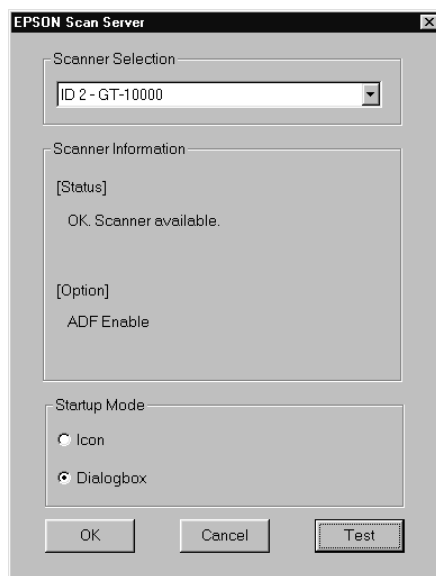 EPSON Scan Server
Scanner Selection
ID 2 - GT-10000
Scanner Information
[Status]
OK. Scanner available.
[Option]
ADF Enable
Startup Mode
Icon
Dialogbox
OK Cancel Test